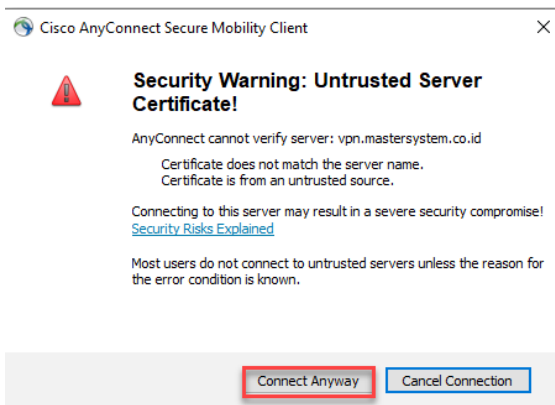 Cisco AnyConnect Secure Mobility Client
Security Warning: Untrusted Server
Certificate!
AnyConnect cannot verify server: vpn.mastersystem.co.id
Certificate does not match the server name.
Certificate is from an untrusted source.
Connecting to this server may result in a severe security compromise!
Security Risks Explained
Most users do not connect to untrusted servers unless the reason for
the error condition is known.
Connect Anyway
Cancel Connection